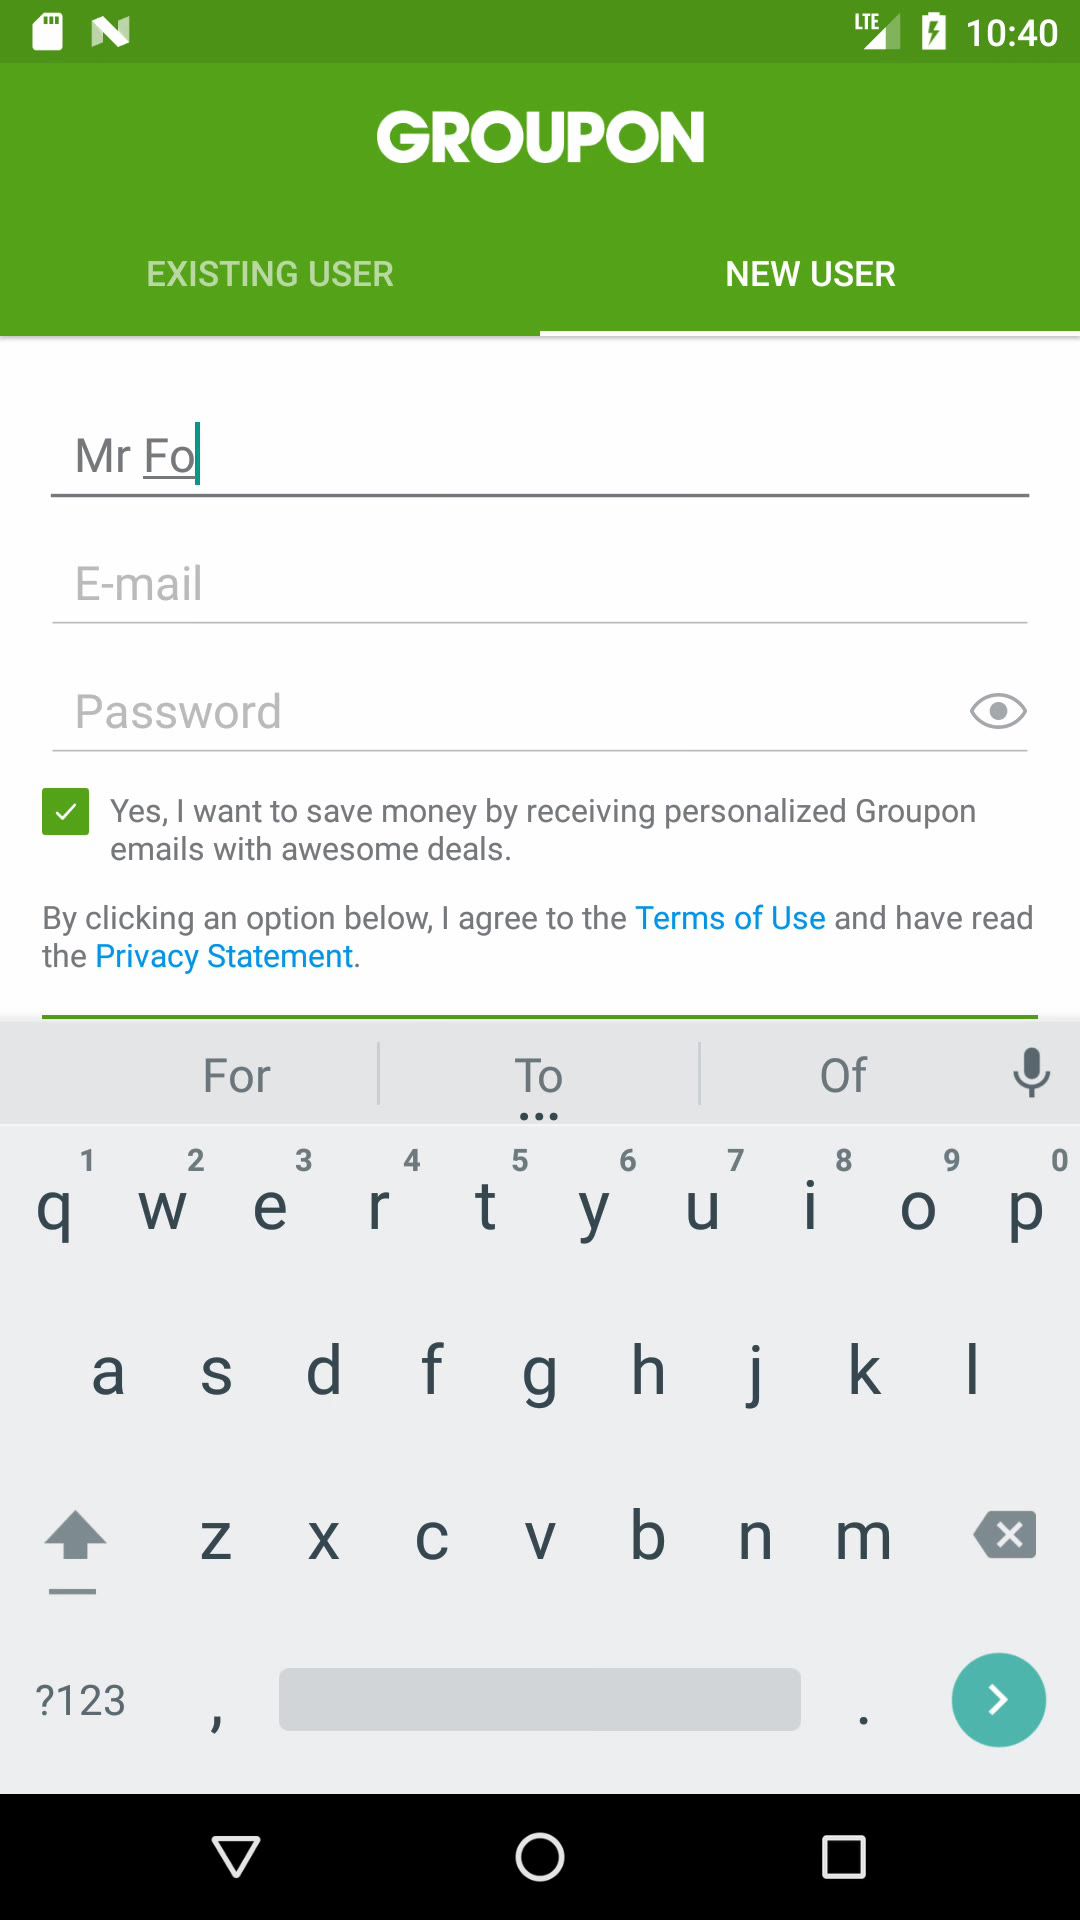 LTE 10:40
GROUPON
EXISTING USER NEW USER
Mr Fo
E-mail
Password
Yes, I want to save money by receiving personalized Groupon
emails with awesome deals.
By clicking an option below, I agree to the Terms of Use and have read
the Privacy Statement.
For To Of
1 2 3 4 5 6 7 8 9 0
q w e r t y u i o p
a s d f g h j k l
z x c v b n m
?123 , .